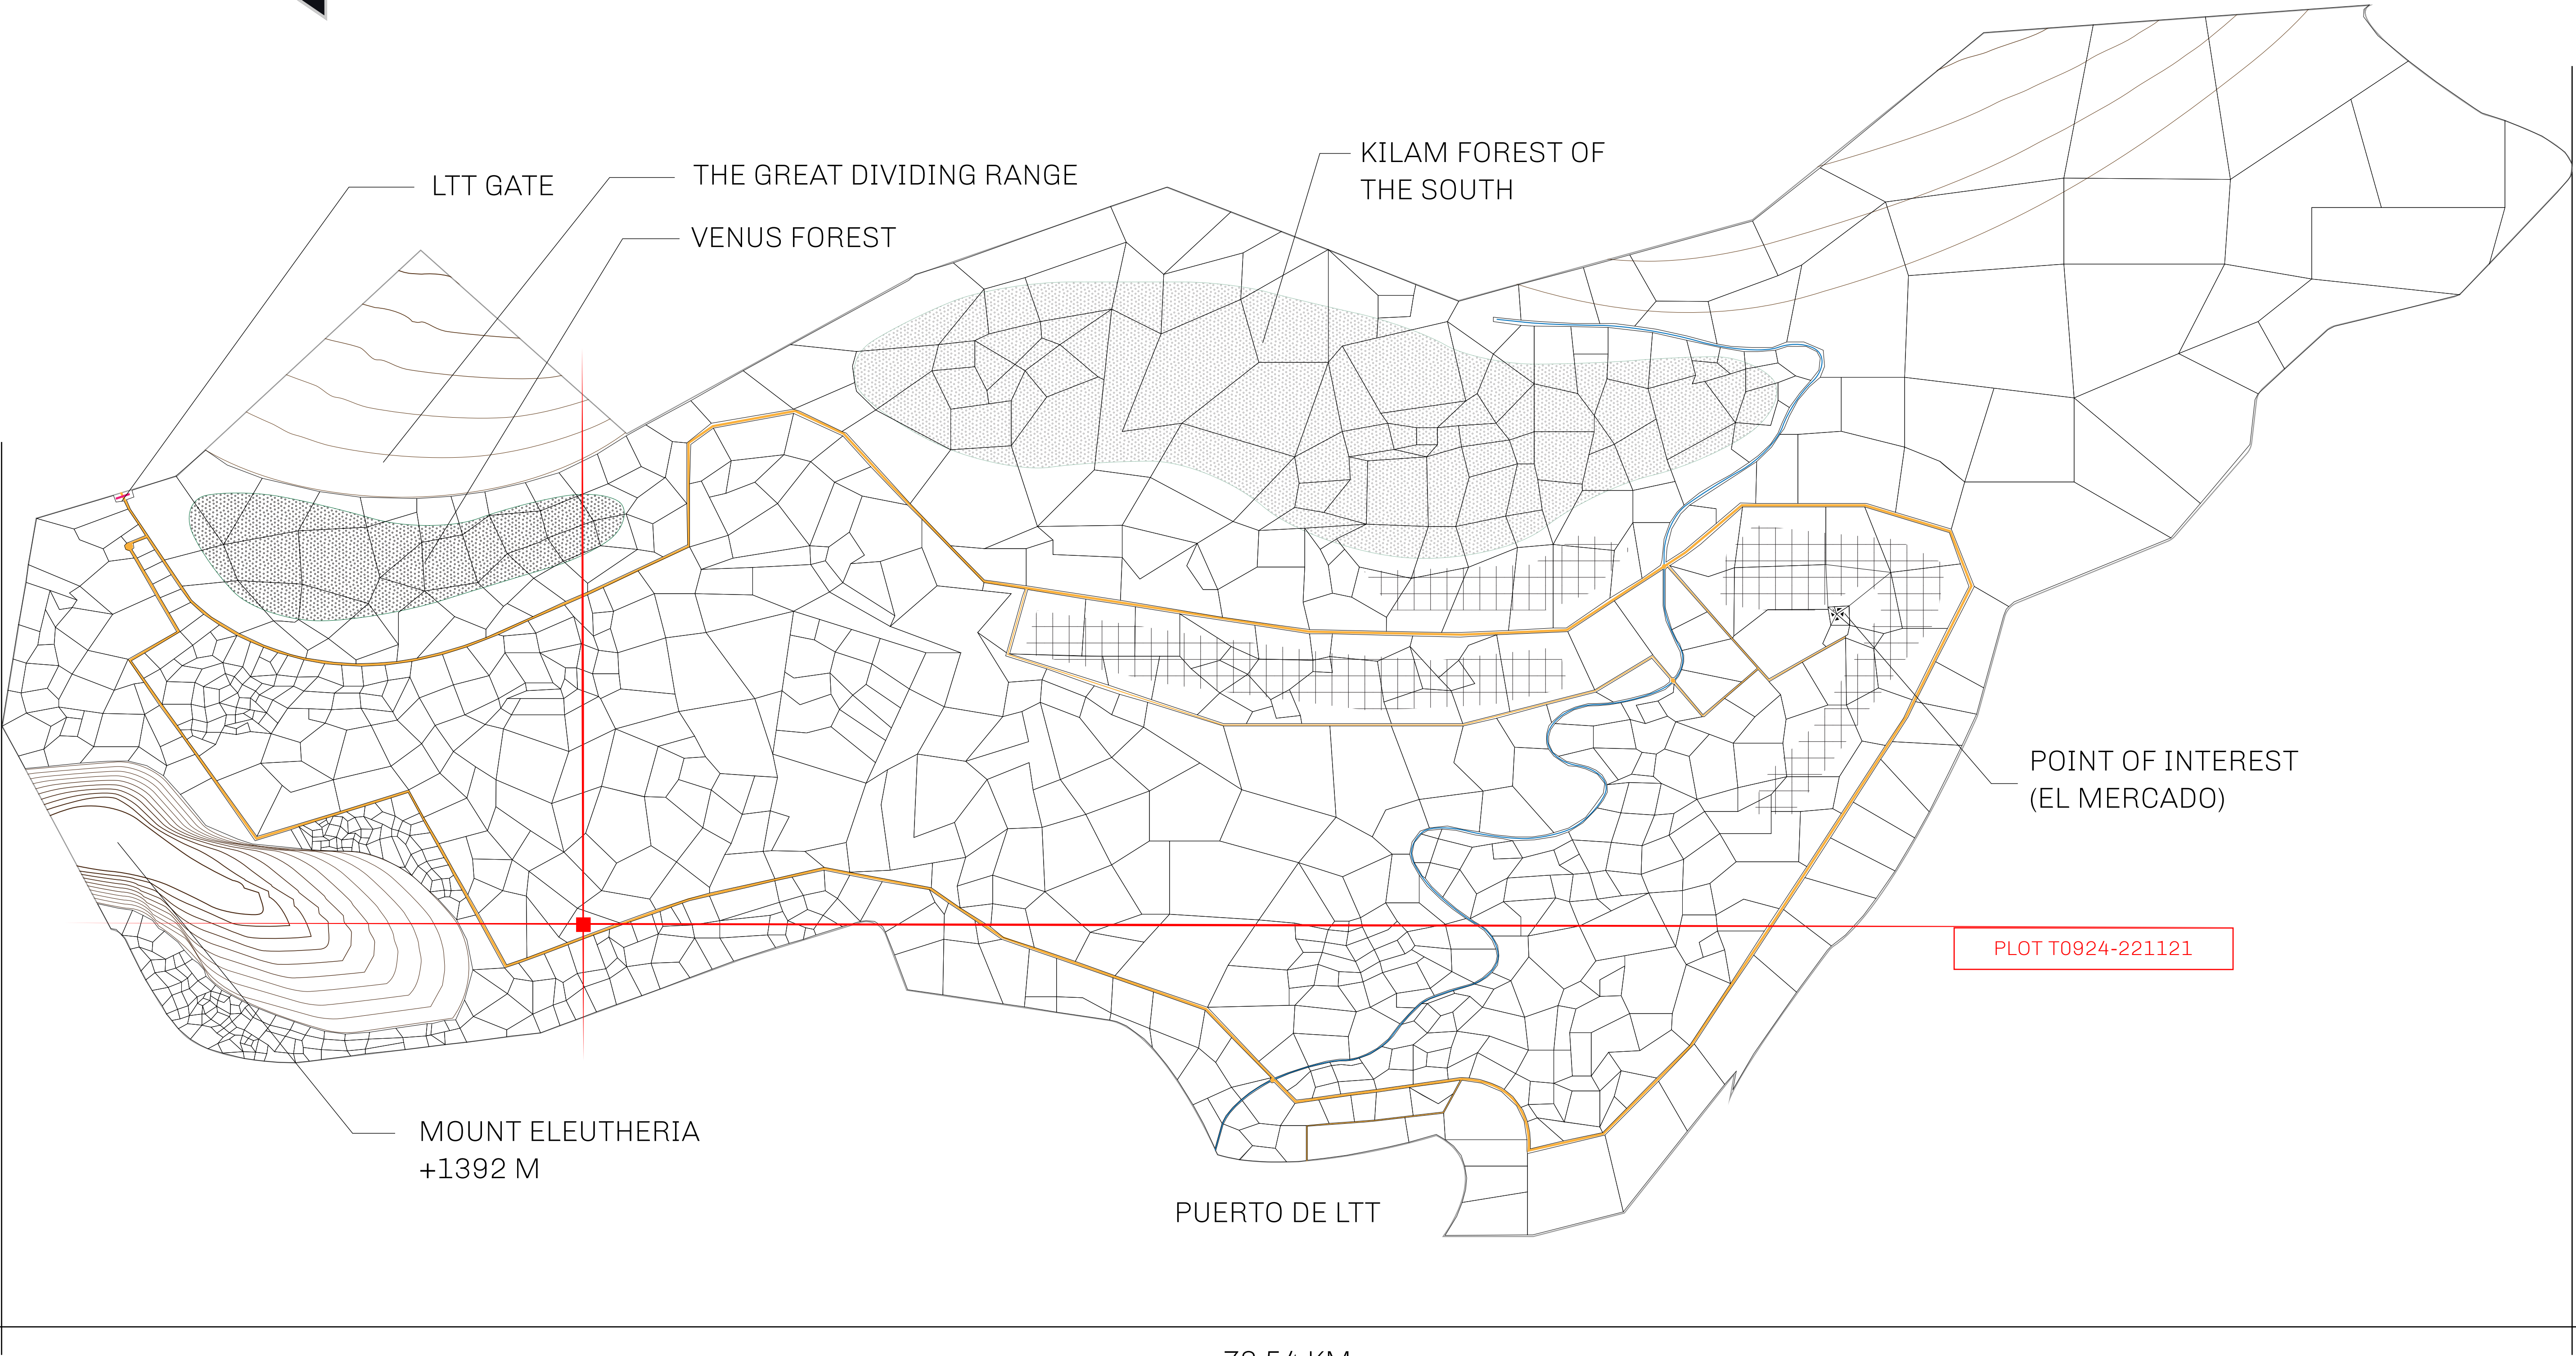 KILAM FOREST OF
THE SOUTH
LTT GATE
THE GREAT DIVIDING RANGE
VENUS FOREST
POINT OF INTEREST
(EL MERCADO)
PLOT T0924-221121
MOUNT ELEUTHERIA
+1392 M
PUERTO DE LTT